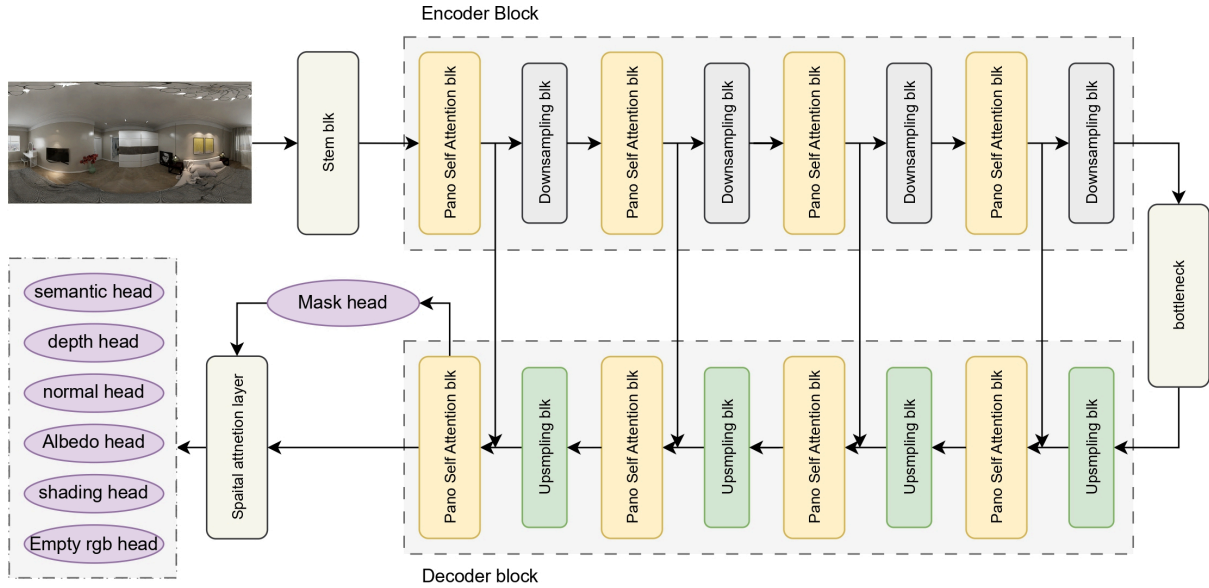 Encoder Block
Stem blk
Pano Self Attention blk
Downsampling blk
Pano Self Attention blk
Downsampling blk
Pano Self Attention blk
Downsampling blk
Pano Self Attention blk
Downsampling blk
bottleneck
semantic head
depth head
normal head
Albedo head
shading head
Empty rgb head
Mask head
Spaital attnetion layer
Pano Self Attention blk
Upsmpling blk
Pano Self Attention blk
Upsmpling blk
Pano Self Attention blk
Upsmpling blk
Pano Self Attention blk
Upsmpling blk
Decoder block